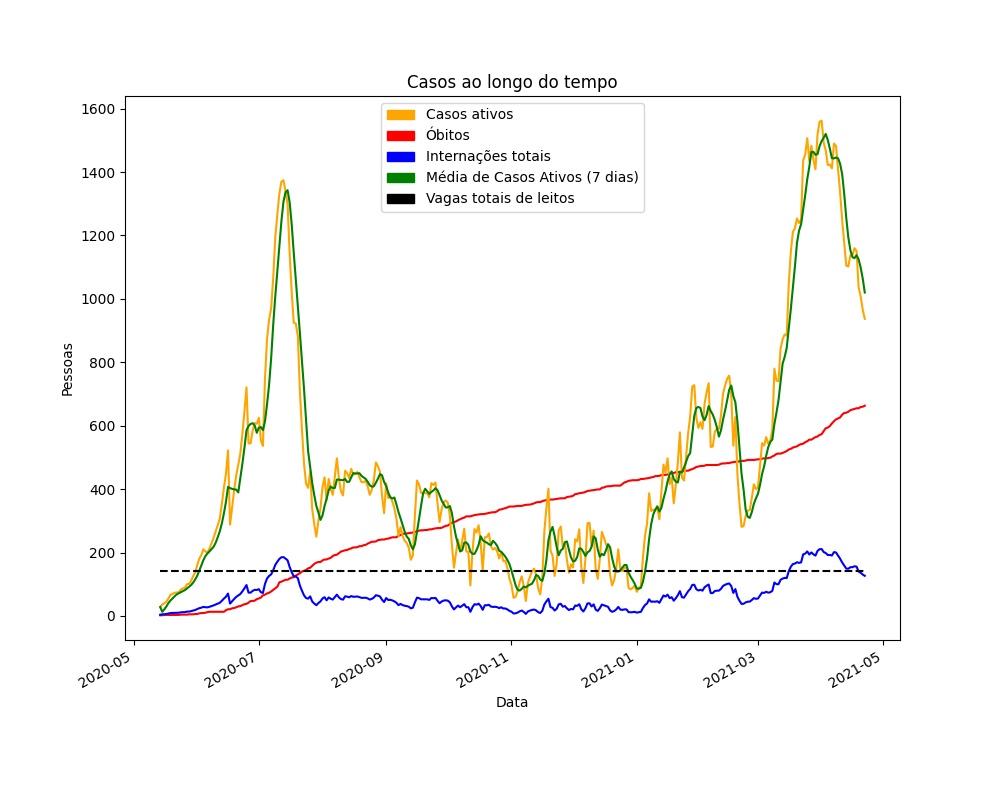 Casos ao longo do tempo
Casos ativos
Óbitos
Internações totais
Média de Casos Ativos (7 dias)
Vagas totais de leitos
1600
1400
1200
1000
800
600
400
200
0
Pessoas
2020-05
2020-07
2020-09
2020-11
2021-01
2021-03
2021-05
Data